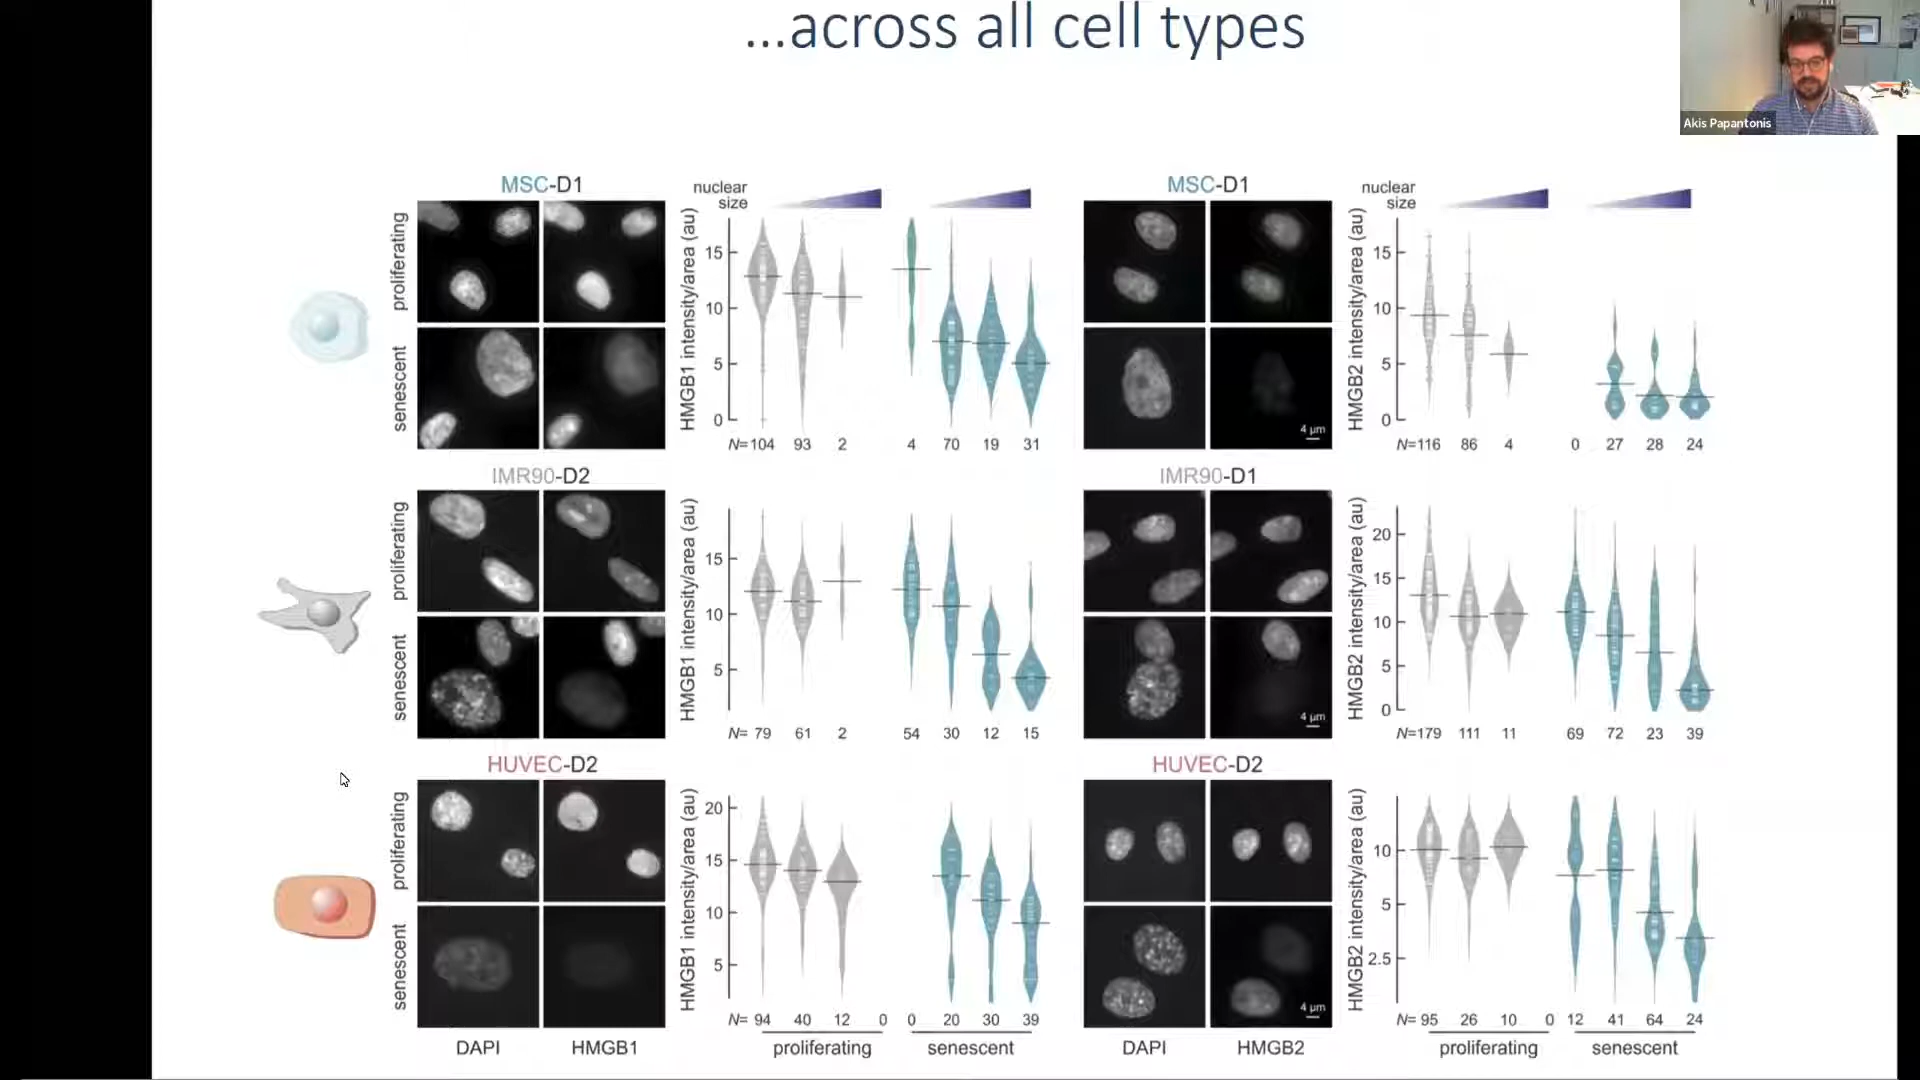 ...across all cell types
Akis Papantonis
MSC-D1
nuclear
size
proliferating
senescent
HMGB1 intensity/area (au)
15
10
5
0
N=104 93 2 4 70 19 31
MSC-D1
nuclear
size
4 µm
HMGB2 intensity/area (au)
15
10
5
0
N=116 86 4 0 27 28 24
IMR90-D2
proliferating
senescent
HMGB1 intensity/area (au)
15
10
5
N= 79 61 2 54 30 12 15
IMR90-D1
4 µm
HMGB2 intensity/area (au)
20
15
10
5
0
N=179 111 11 69 72 23 39
HUVEC-D2
proliferating
senescent
HMGB1 intensity/area (au)
20
15
10
5
N= 94 40 12 0 0 20 30 39
proliferating senescent
DAPI HMGB1
HUVEC-D2
4 µm
HMGB2 intensity/area (au)
10
5
2.5
N= 95 26 10 0 12 41 64 24
proliferating senescent
DAPI HMGB2